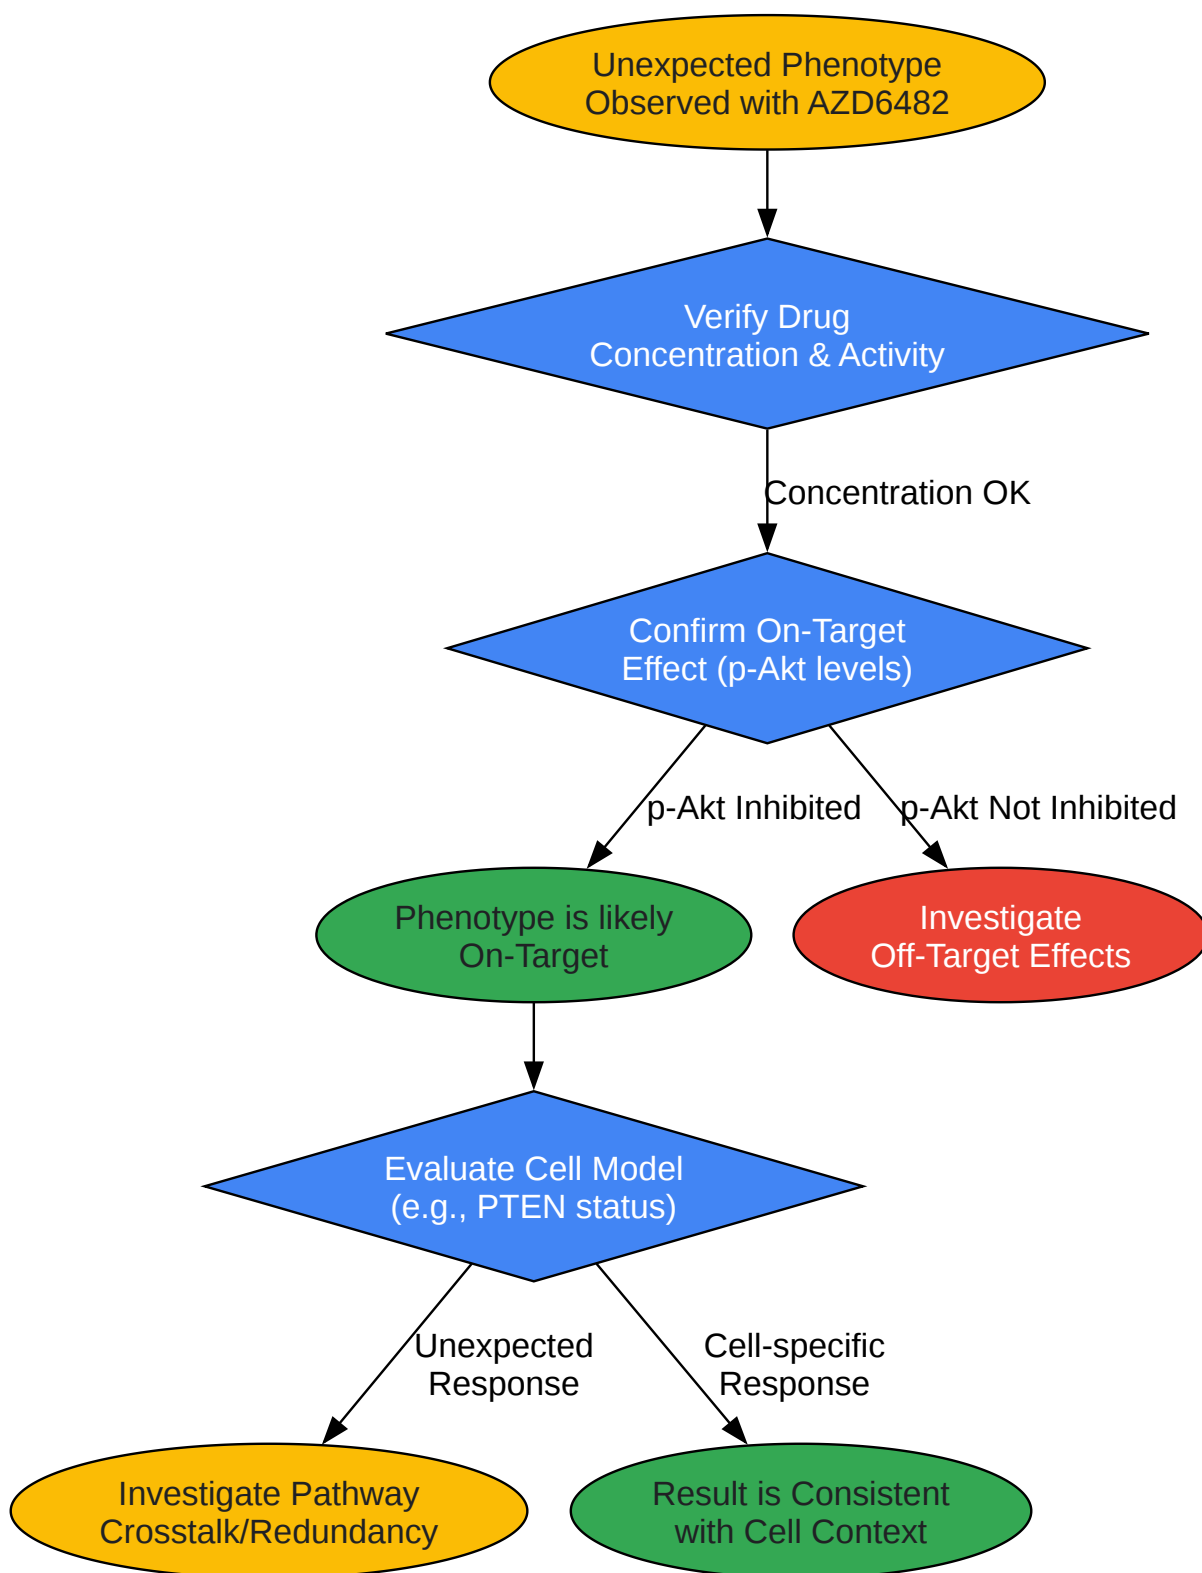 Unexpected Phenotype
Observed with AZD6482
Verify Drug
Concentration & Activity
Concentration OK
Confirm On-Target
Effect (p-Akt levels)
p-Akt Inhibited
p-Akt Not Inhibited
Phenotype is likely
On-Target
Investigate
Off-Target Effects
Evaluate Cell Model
(e.g., PTEN status)
Unexpected
Response
Cell-specific
Response
Investigate Pathway
Crosstalk/Redundancy
Result is Consistent
with Cell Context